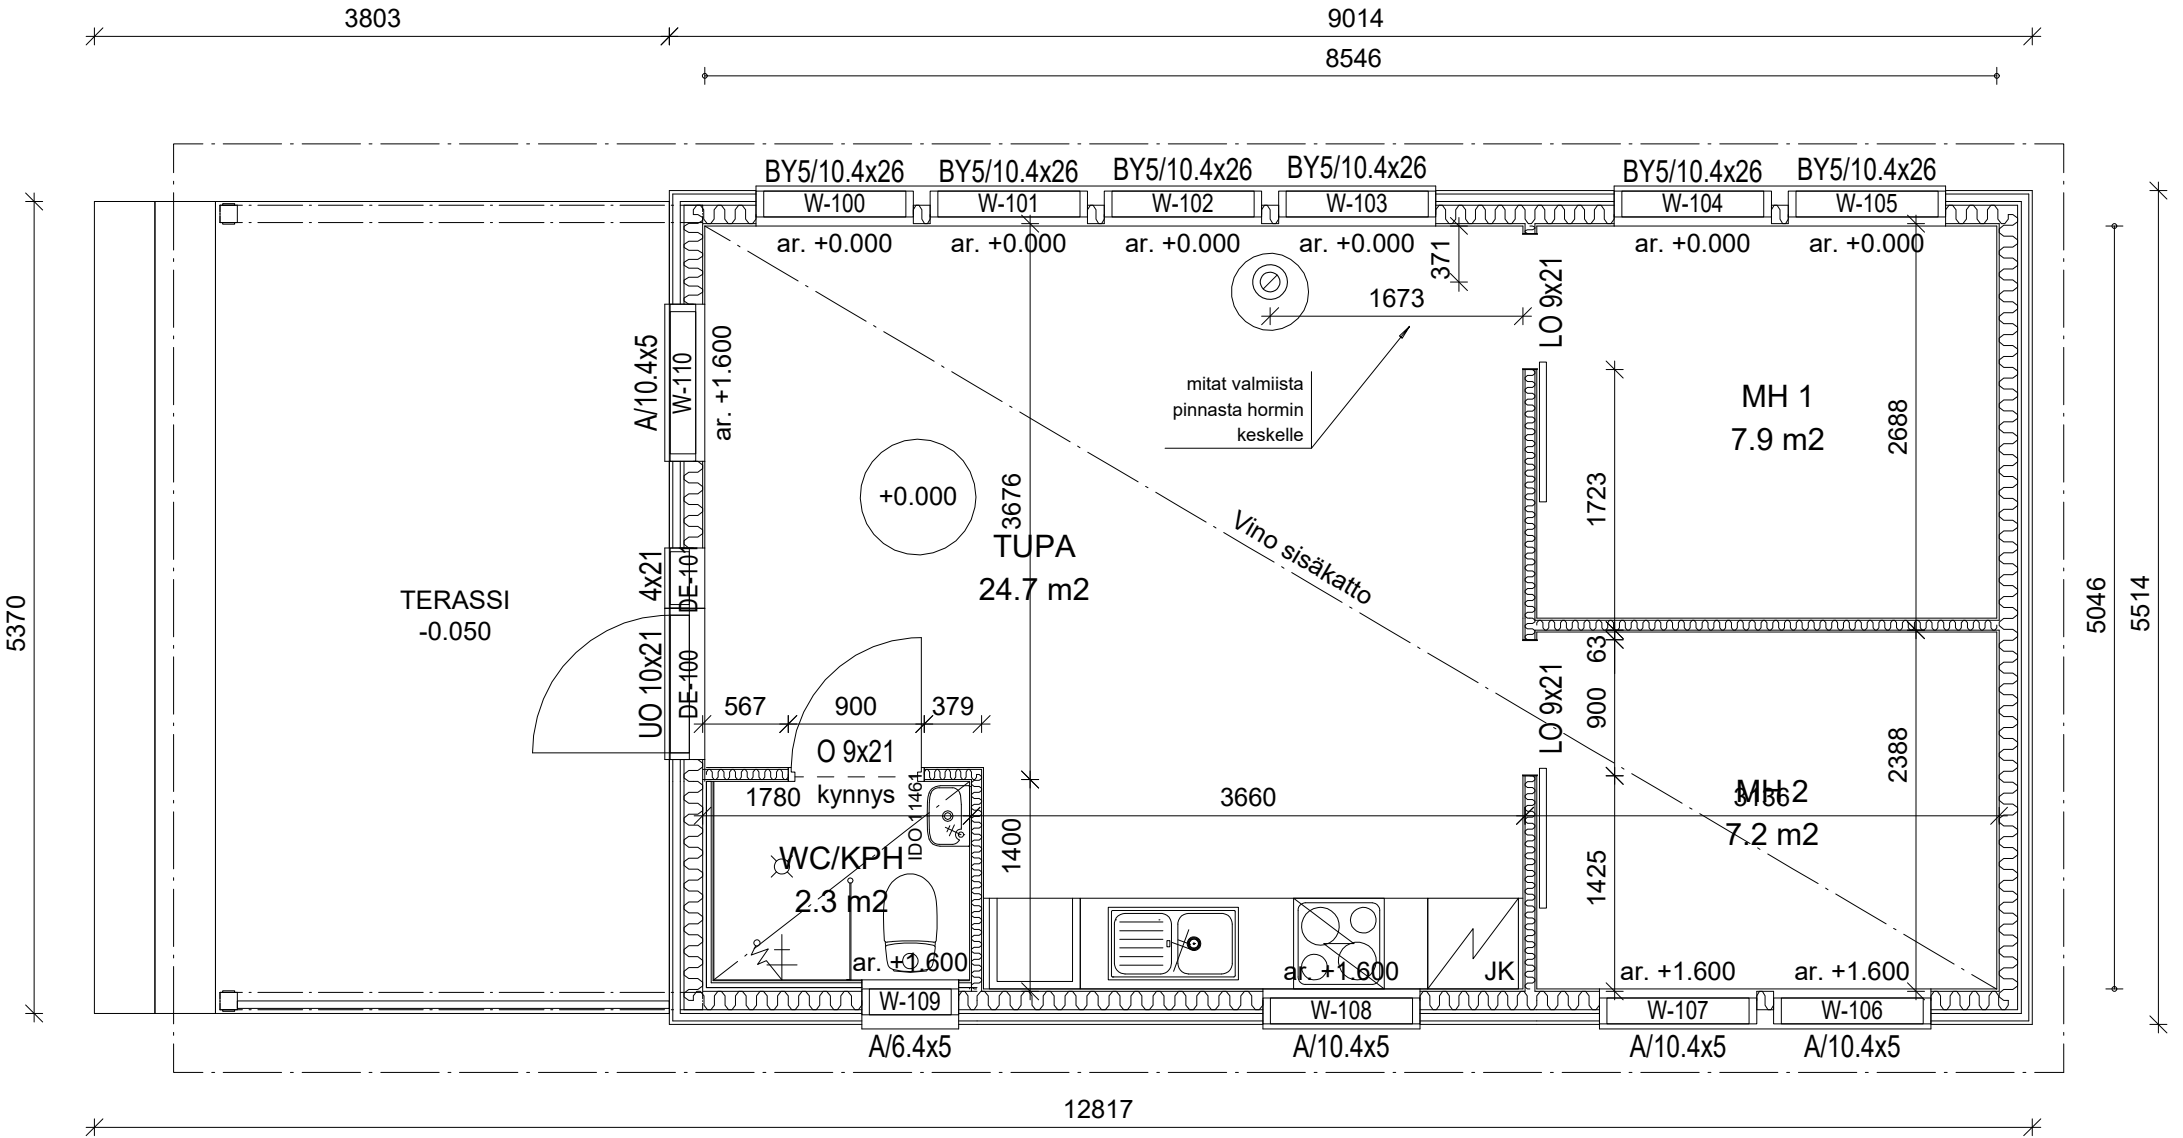 3803
9014
8546
BY5/10.4x26
BY5/10.4x26
BY5/10.4x26
BY5/10.4x26
BY5/10.4x26
BY5/10.4x26
W-100
W-101
W-102
W-103
W-104
W-105
ar. +0.000
ar. +0.000
ar. +0.000
ar. +0.000
ar. +0.000
ar. +0.000
371
1673
LO 9x21
A/10.4x5
W-110
ar. +1.600
mitat valmiista
pinnasta hormin
keskelle
MH 1
7.9 m2
2688
1723
+0.000
3676
TUPA
24.7 m2
Vino sisäkatto
TERASSI
-0.050
5370
5046
5514
4x21
DE-101
UO 10x21
DE-100
567
900
379
O 9x21
kynnys
63
900
LO 9x21
2388
1780
IDO 1 1461
3660
3136
MH 2
7.2 m2
1400
WC/KPH
2.3 m2
1425
ar. +1.600
ar. +1.600
JK
ar. +1.600
ar. +1.600
W-109
W-108
W-107
W-106
A/6.4x5
A/10.4x5
A/10.4x5
A/10.4x5
12817